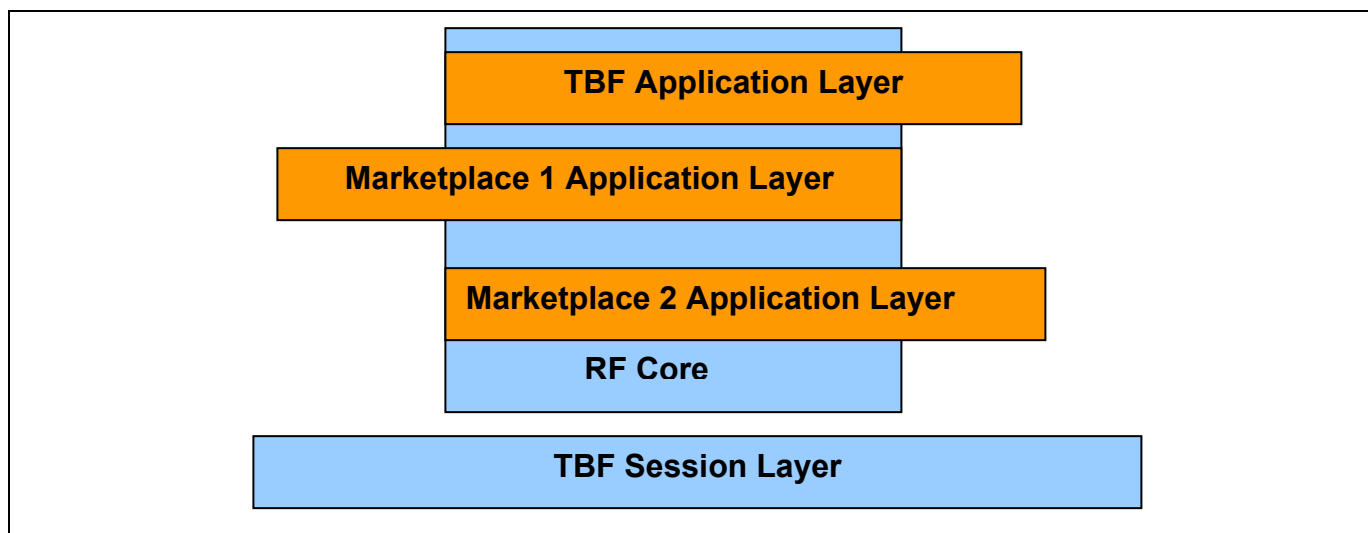 TBF Application Layer
Marketplace 1 Application Layer
Marketplace 2 Application Layer
RF Core
TBF Session Layer